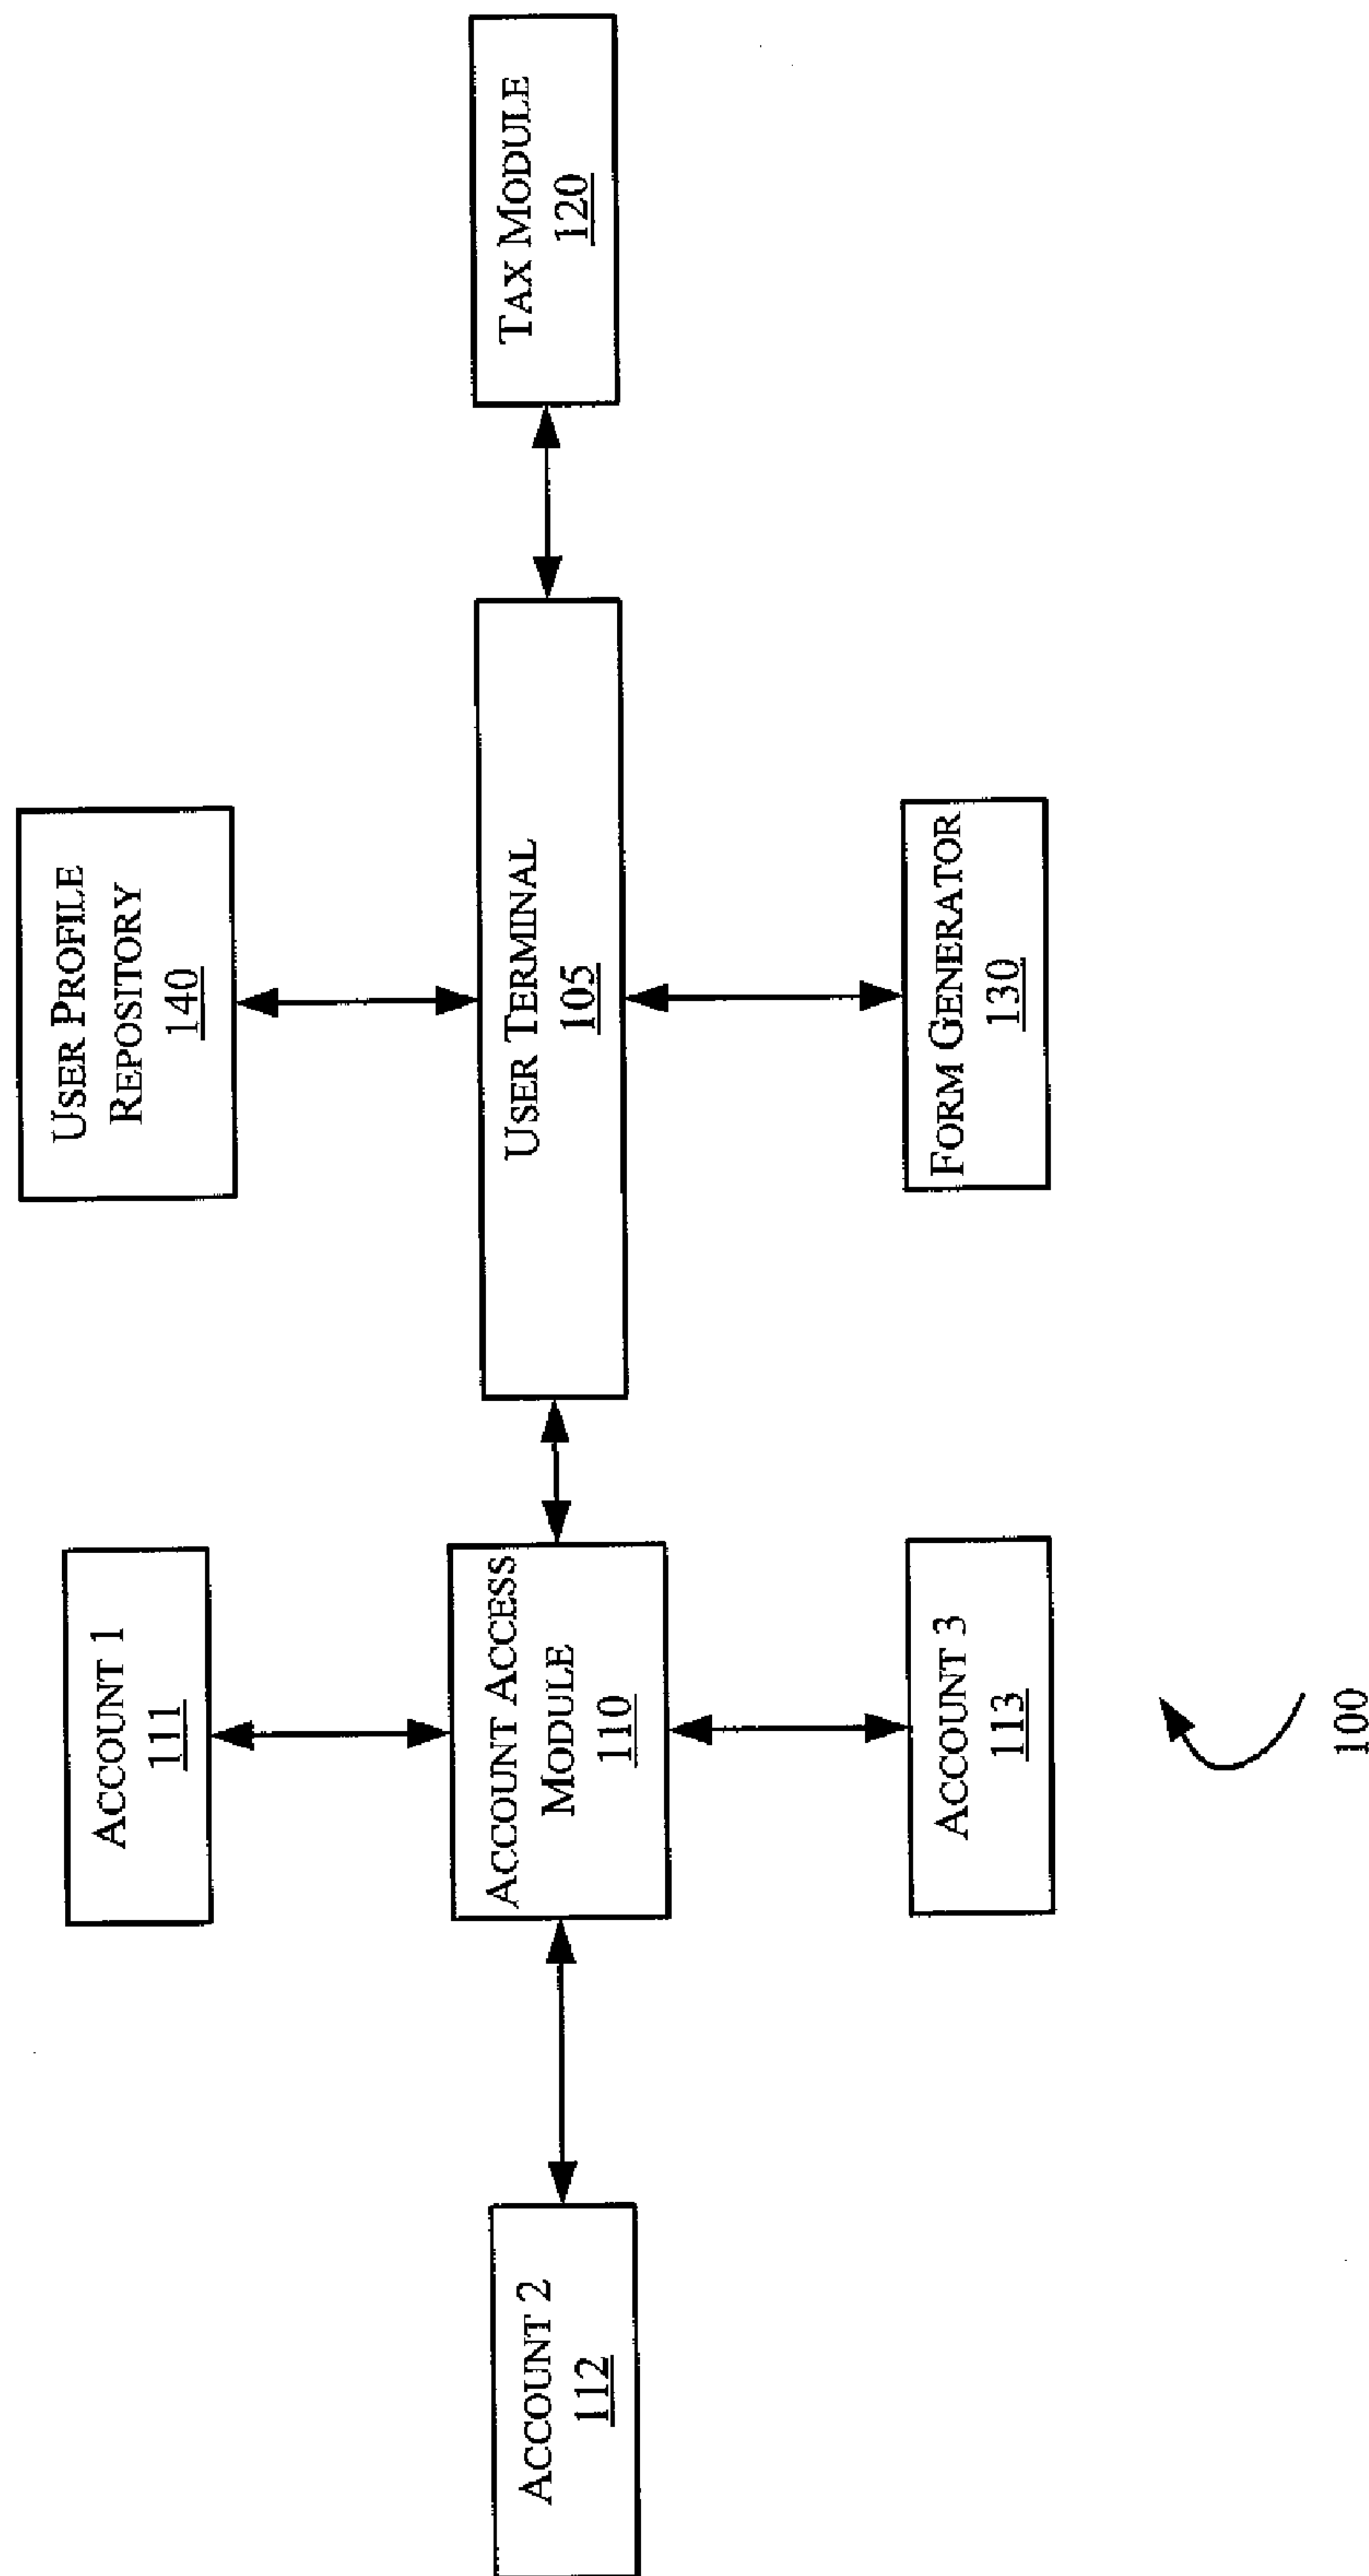 USER PROFILE
REPOSITORY
140
ACCOUNT 1
111
ACCOUNT 2
112
ACCOUNT ACCESS
MODULE
110
USER TERMINAL
105
TAX MODULE
120
ACCOUNT 3
113
FORM GENERATOR
130
100